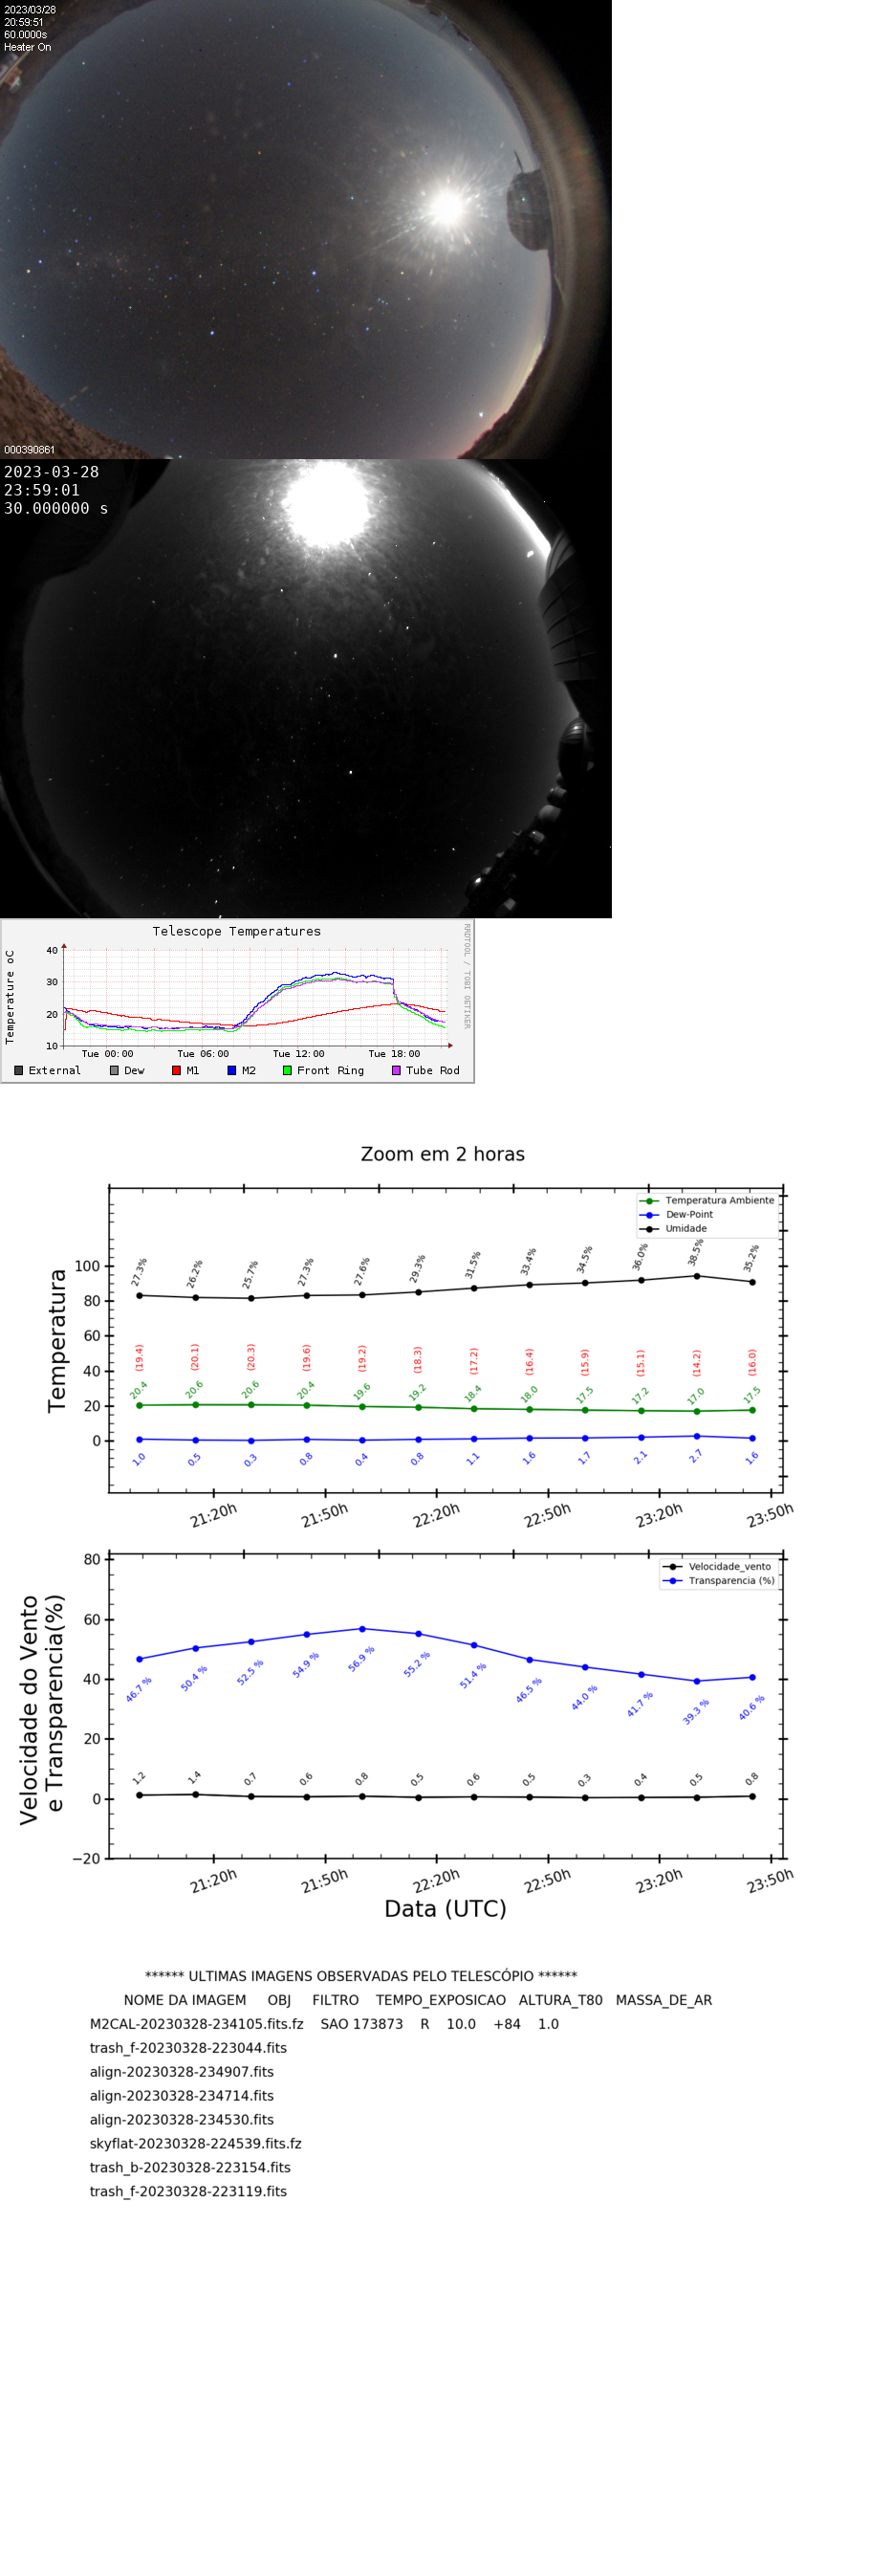 2023/03/28
20:59:51
60.0000s
Heater On
000390861
2023-03-28
23:59:01
30.000000 s
Telescope Temperatures
RRDTOOL / TOBI OETIKER
Temperature oC
40
30
20
10
Tue 00:00 Tue 06:00 Tue 12:00 Tue 18:00
External Dew M1 M2 Front Ring Tube Rod
Zoom em 2 horas
Temperatura Ambiente
Dew-Point
Umidade
Temperatura
100
80
60
40
20
0
27.3% 26.2% 25.7% 27.3% 27.6% 29.3% 31.5% 33.4% 34.5% 36.0% 38.5% 35.2%
(19.4) (20.1) (20.3) (19.6) (19.2) (18.3) (17.2) (16.4) (15.9) (15.1) (14.2) (16.0)
20.4 20.6 20.6 20.4 19.6 19.2 18.4 18.0 17.5 17.2 17.0 17.5
1.0 0.5 0.3 0.8 0.4 0.8 1.1 1.6 1.7 2.1 2.7 1.6
21:20h 21:50h 22:20h 22:50h 23:20h 23:50h
Velocidade_vento
Transparencia (%)
Velocidade do Vento
e Transparencia(%)
80
60
40
20
0
−20
46.7 % 50.4 % 52.5 % 54.9 % 56.9 % 55.2 % 51.4 % 46.5 % 44.0 % 41.7 % 39.3 % 40.6 %
1.2 1.4 0.7 0.6 0.8 0.5 0.6 0.5 0.3 0.4 0.5 0.8
21:20h 21:50h 22:20h 22:50h 23:20h 23:50h
Data (UTC)
****** ULTIMAS IMAGENS OBSERVADAS PELO TELESCÓPIO ******
NOME DA IMAGEM OBJ FILTRO TEMPO_EXPOSICAO ALTURA_T80 MASSA_DE_AR
M2CAL-20230328-234105.fits.fz SAO 173873 R 10.0 +84 1.0
trash_f-20230328-223044.fits
align-20230328-234907.fits
align-20230328-234714.fits
align-20230328-234530.fits
skyflat-20230328-224539.fits.fz
trash_b-20230328-223154.fits
trash_f-20230328-223119.fits